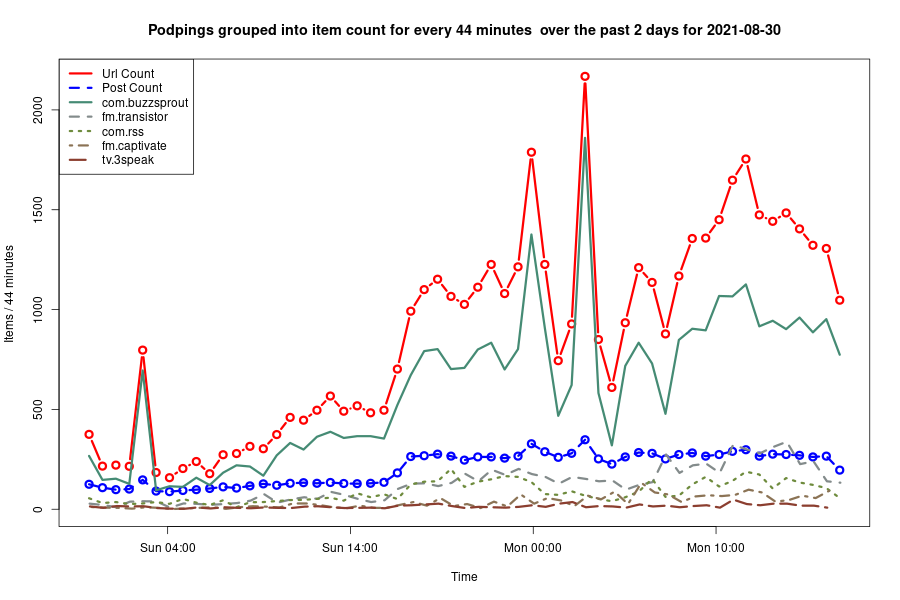 Podpings grouped into item count for every 44 minutes  over the past 2 days for 2021-08-30
Url Count
Post Count
com.buzzsprout
fm.transistor
com.rss
fm.captivate
tv.3speak
Items / 44 minutes
2000
1500
1000
500
0
Sun 04:00
Sun 14:00
Mon 00:00
Mon 10:00
Time